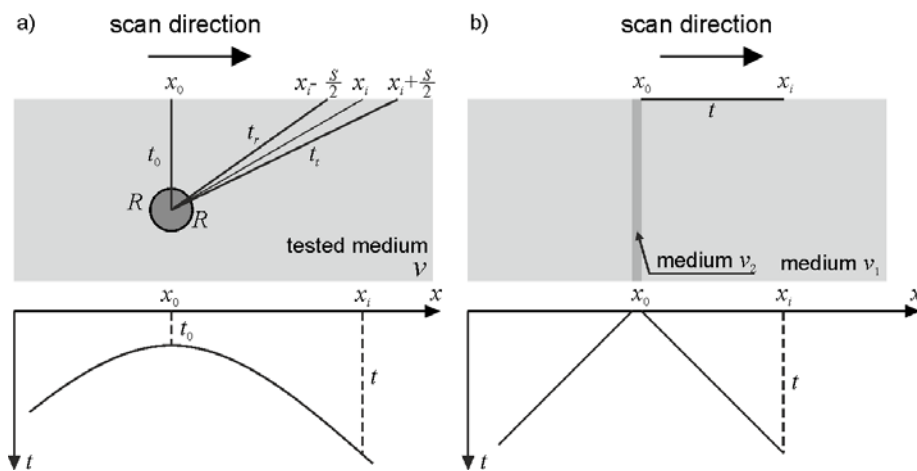 a)
scan direction
x₀
xᵢ- s/2
xᵢ
xᵢ+ s/2
t₀
tᵣ
tₜ
R
R
tested medium
v
x₀
xᵢ
x
t₀
t
t
b)
scan direction
x₀
xᵢ
t
medium v₂
medium v₁
x₀
xᵢ
x
t
t